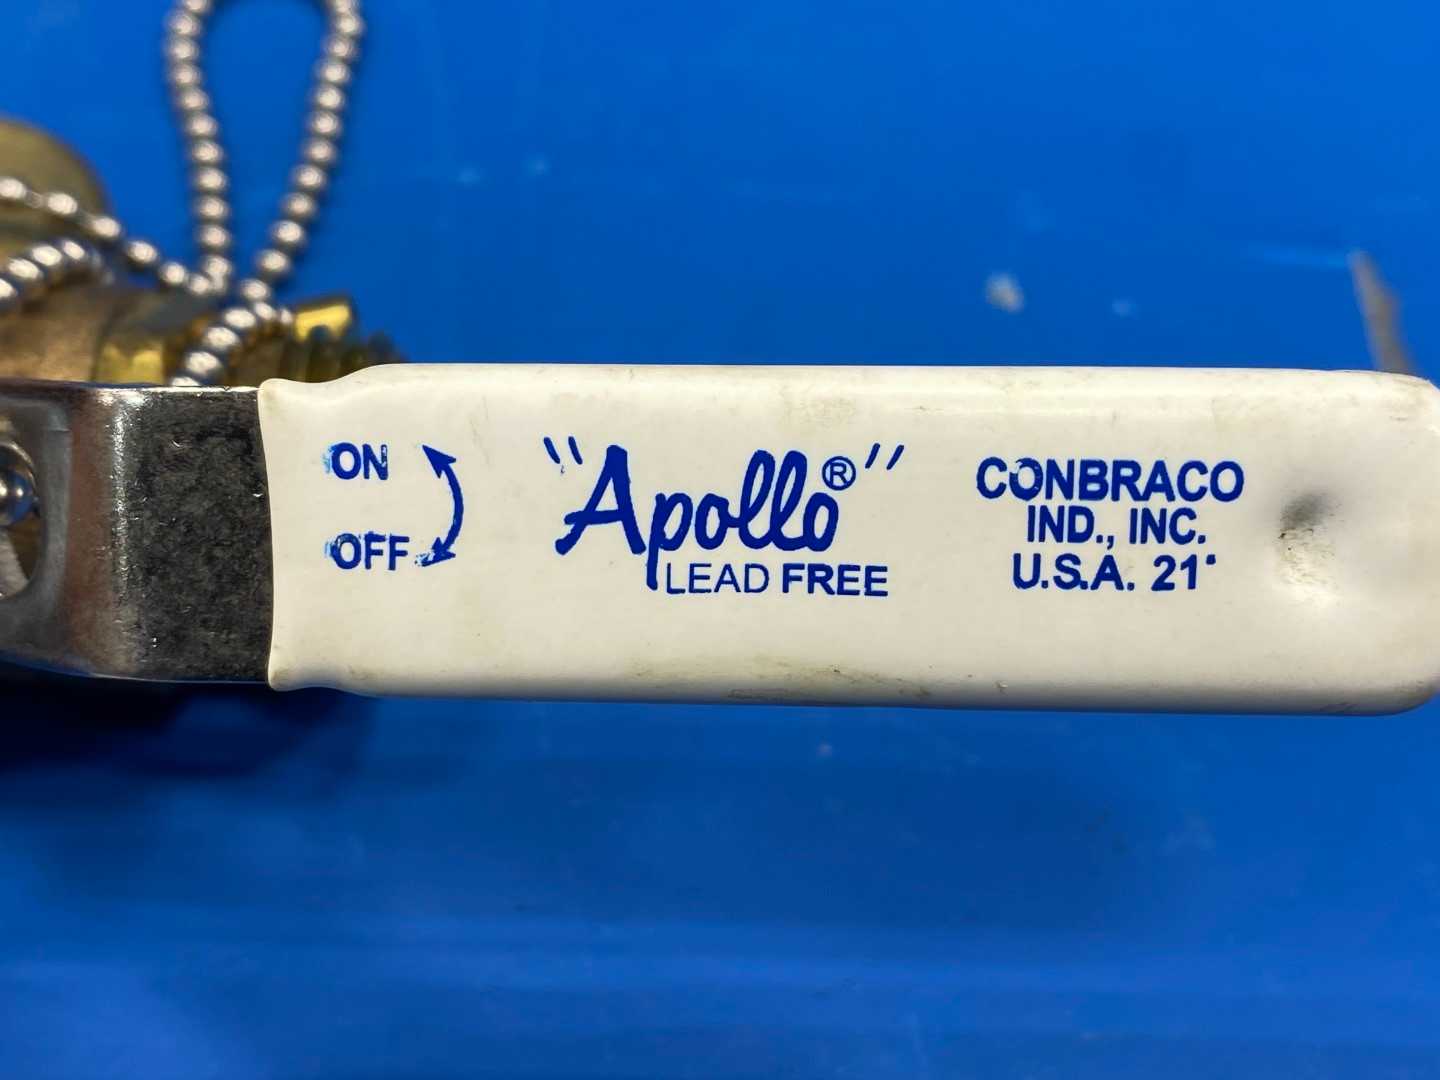 ON
OFF
"Apollo®"
LEAD FREE
CONBRACO
IND., INC.
U.S.A. 21